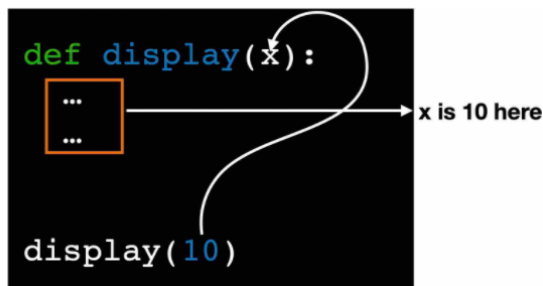 def display(x):
...
x is 10 here
...
display(10)